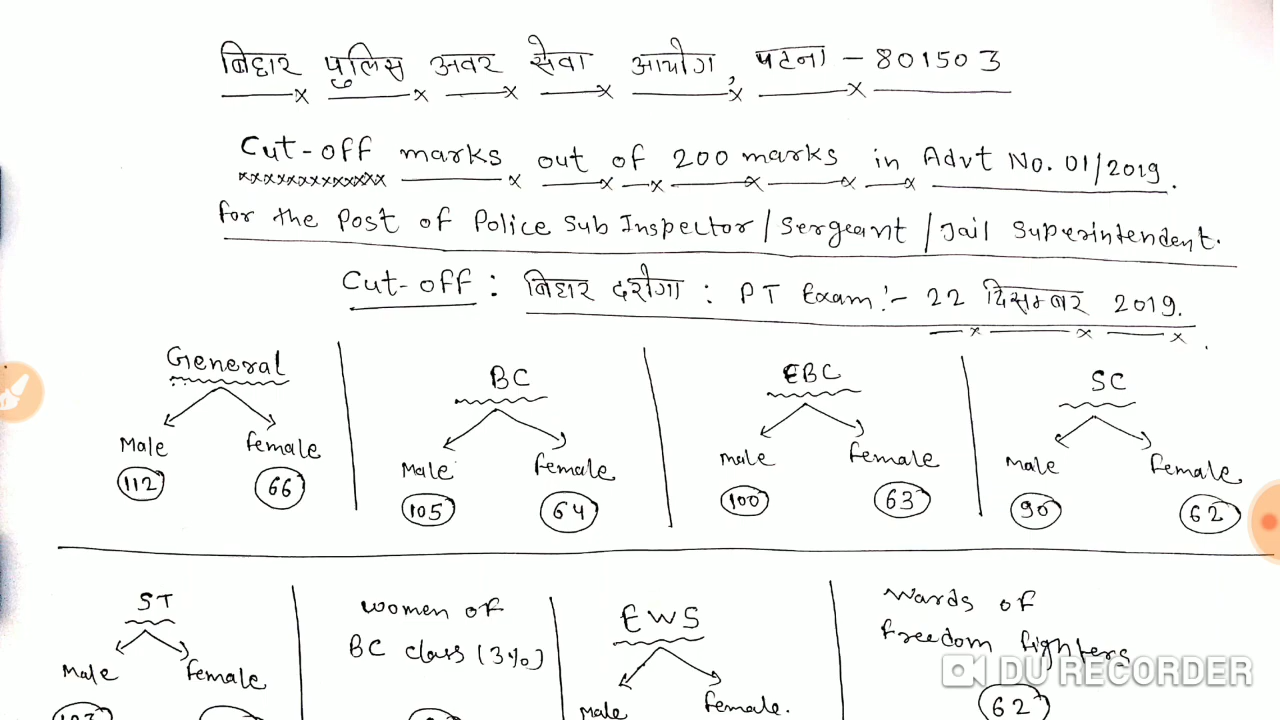 बिहार पुलिस अवर सेवा आयोग, पटना - 801503
Cut-off marks out of 200 marks in Advt No. 01/2019.
for the Post of Police Sub Inspector/Sergeant/Jail Superintendent.
Cut-off : बिहार दरोगा : PT Exam :- 22 दिसम्बर 2019.
General BC EBC SC
Male female Male female male female male female
112 66 105 64 100 63 90 62
ST women of BC class (3%) EWS wards of freedom fighters
Male female Male female.
103 62
DU RECORDER